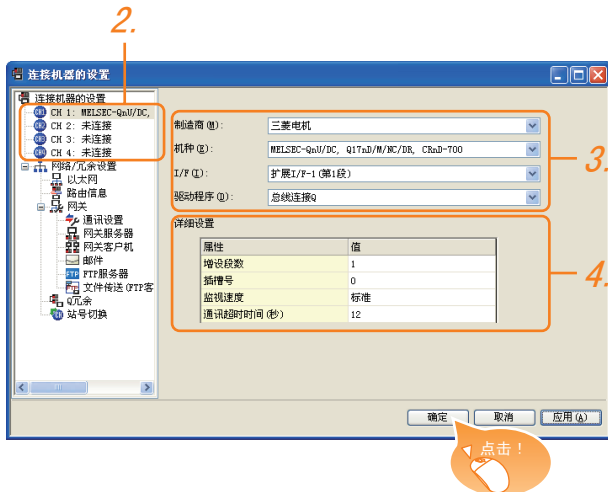 2.
连接机器的设置
连接机器的设置
CH 1: MELSEC-QnU/DC,
CH 2: 未连接
CH 3: 未连接
CH 4: 未连接
网络/冗余设置
以太网
路由信息
网关
通讯设置
网关服务器
网关客户机
邮件
FTP服务器
文件传送(FTP客
Q冗余
站号切换
制造商(M):
三菱电机
机种(E):
MELSEC-QnU/DC, Q17nD/M/NC/DR, CRnD-700
I/F(I):
扩展I/F-1(第1段)
驱动程序(D):
总线连接Q
3.
详细设置
属性 值
增设段数 1
插槽号 0
监视速度 标准
通讯超时时间(秒) 12
4.
确定 取消 应用(A)
点击！